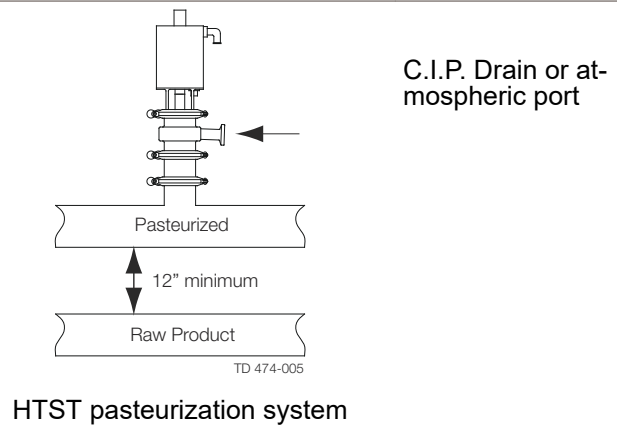 C.I.P. Drain or at-
mospheric port
Pasteurized
12” minimum
Raw Product
TD 474-005
HTST pasteurization system